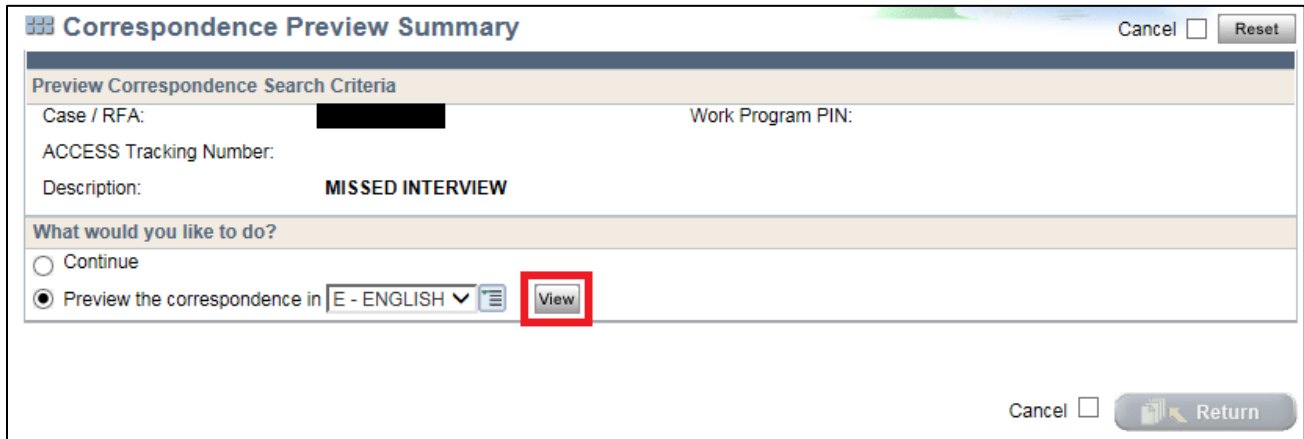 Correspondence Preview Summary Cancel Reset
Preview Correspondence Search Criteria
Case / RFA: Work Program PIN:
ACCESS Tracking Number:
Description: MISSED INTERVIEW
What would you like to do?
Continue
Preview the correspondence in E - ENGLISH View
Cancel Return